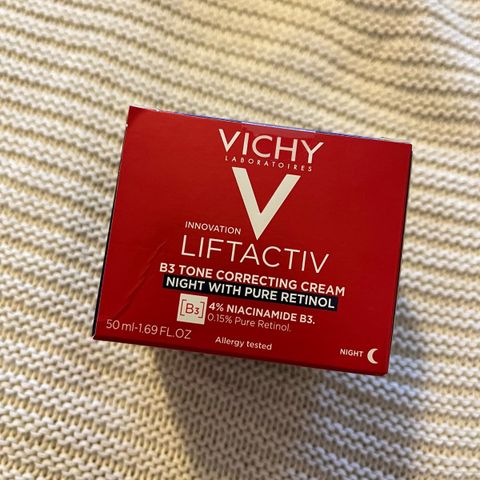 VICHY
LABORATOIRES
V
INNOVATION
LIFTACTIV
B3 TONE CORRECTING CREAM
NIGHT WITH PURE RETINOL
[B3] 4% NIACINAMIDE B3.
0.15% Pure Retinol.
50 ml-1.69 FL.OZ
Allergy tested
NIGHT